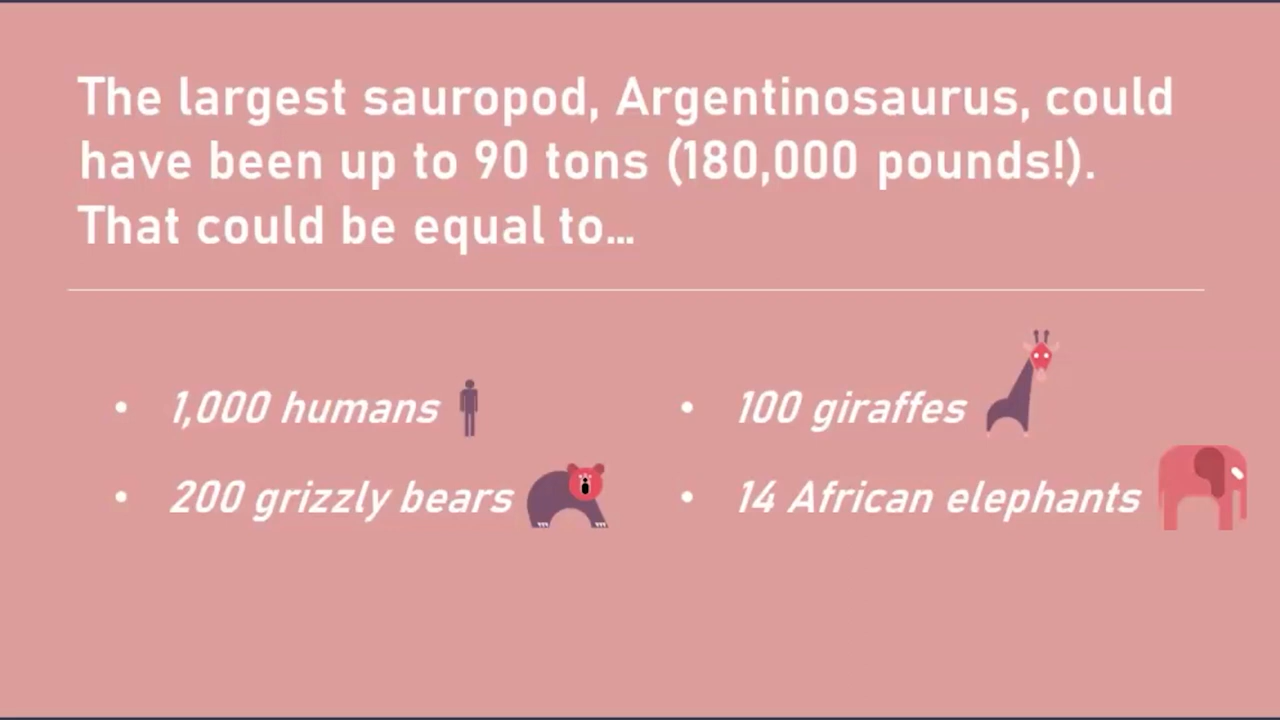 The largest sauropod, Argentinosaurus, could
have been up to 90 tons (180,000 pounds!).
That could be equal to...
• 1,000 humans
• 200 grizzly bears
• 100 giraffes
• 14 African elephants